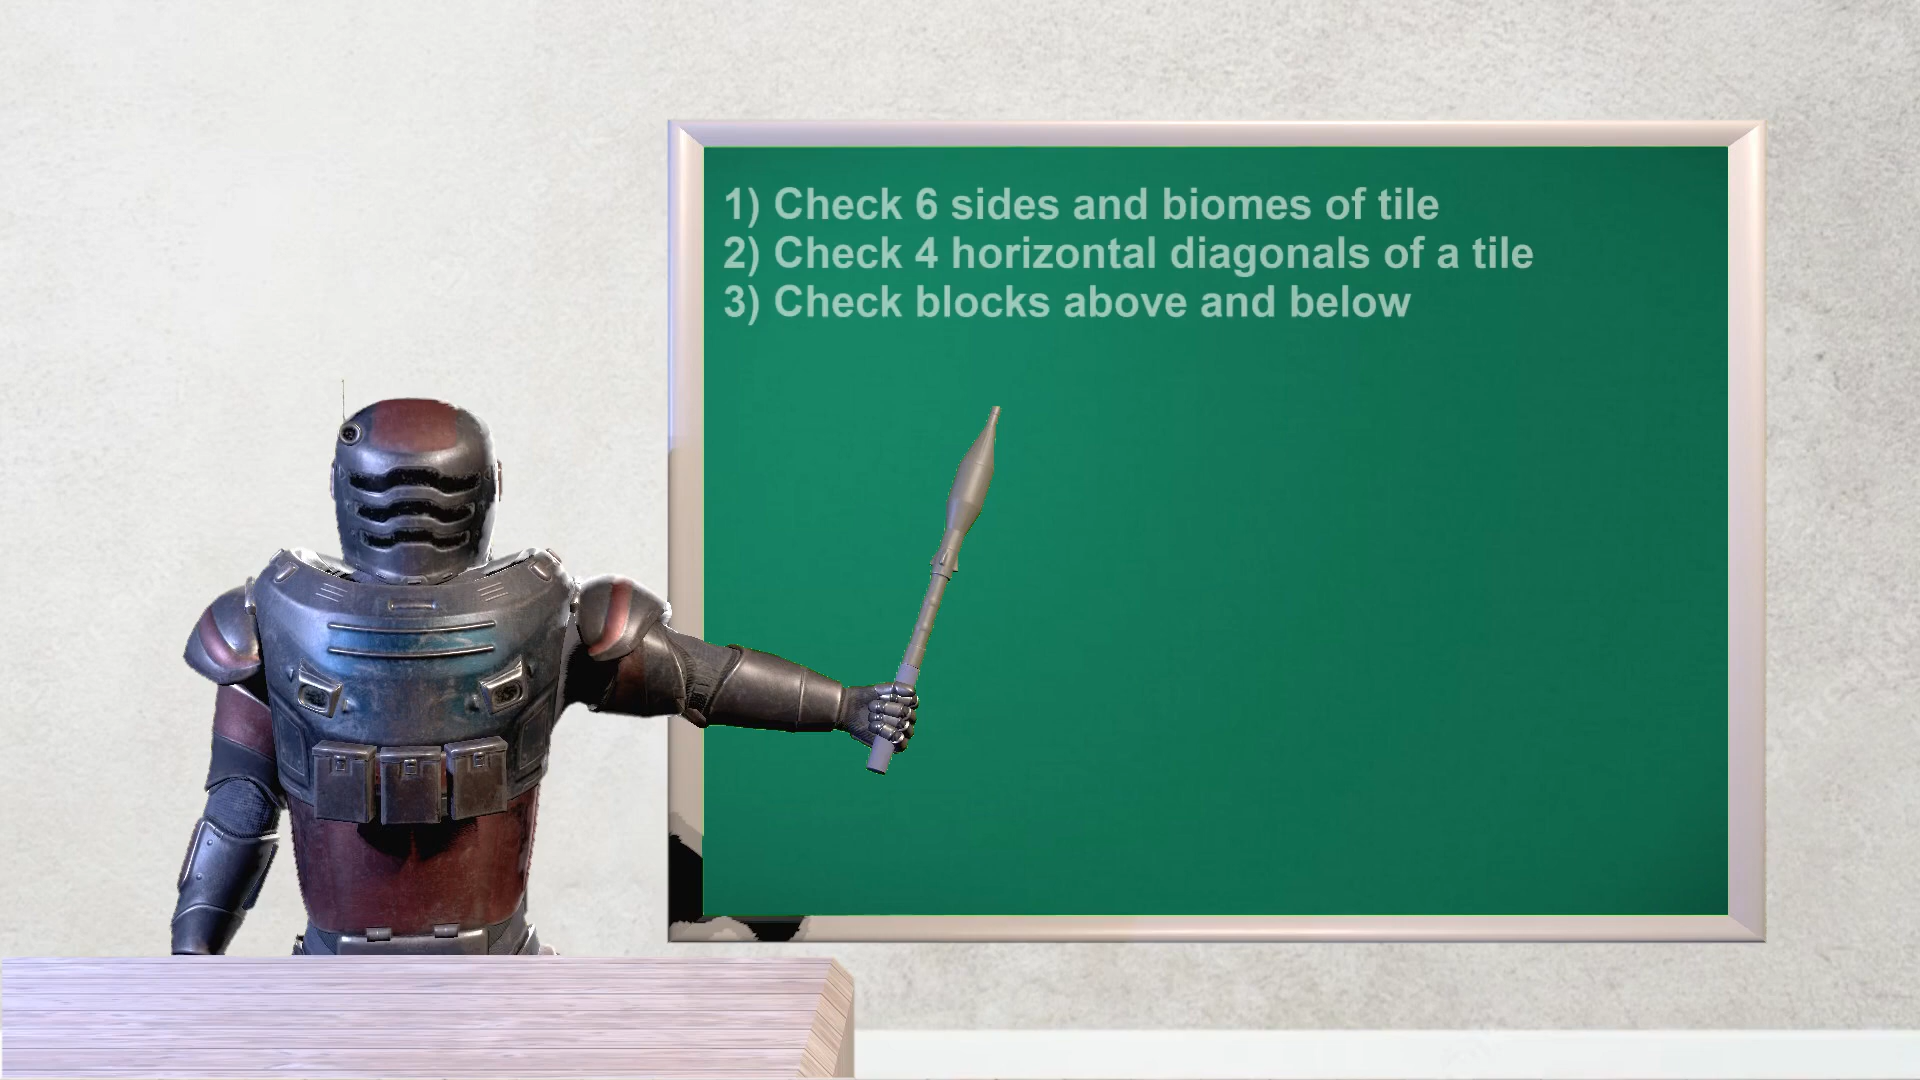 1) Check 6 sides and biomes of tile
2) Check 4 horizontal diagonals of a tile
3) Check blocks above and below